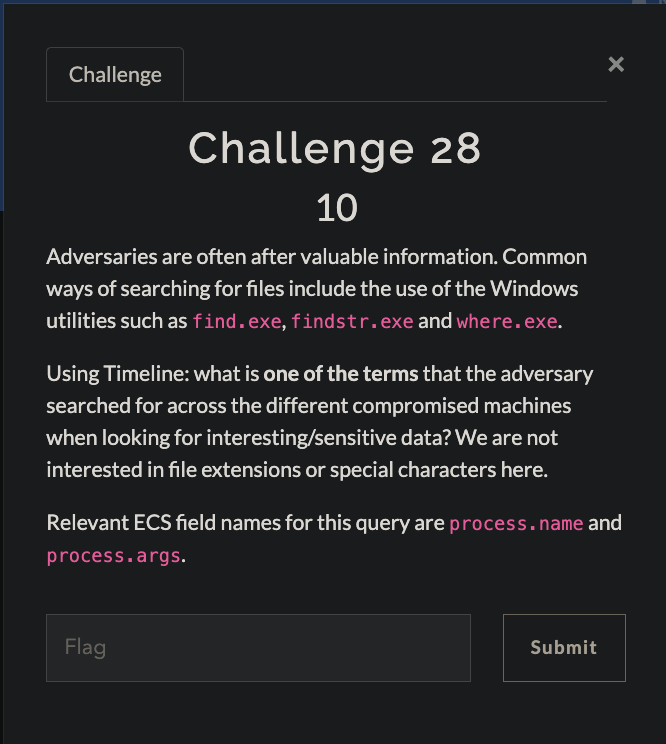 Challenge
×
Challenge 28
10
Adversaries are often after valuable information. Common
ways of searching for files include the use of the Windows
utilities such as find.exe, findstr.exe and where.exe.
Using Timeline: what is one of the terms that the adversary
searched for across the different compromised machines
when looking for interesting/sensitive data? We are not
interested in file extensions or special characters here.
Relevant ECS field names for this query are process.name and
process.args.
Flag
Submit